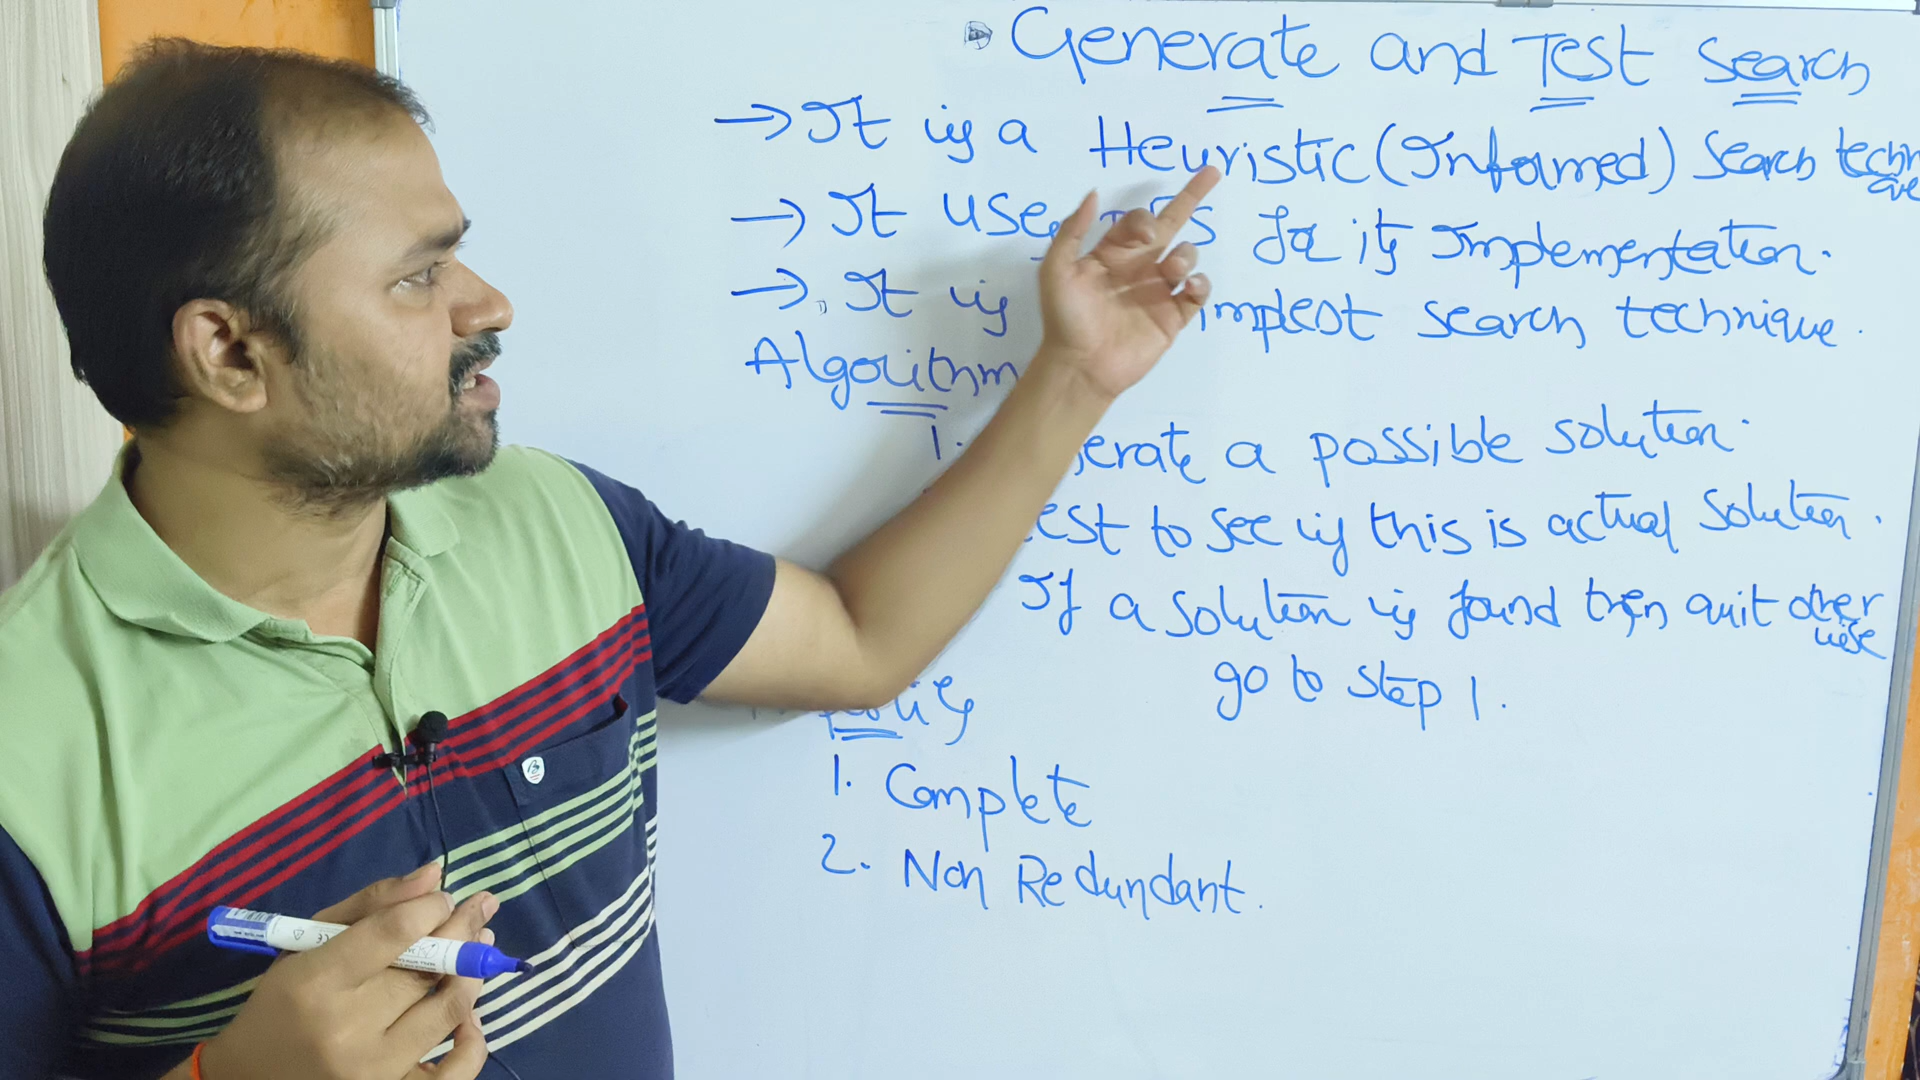 Generate and Test Search
→ It is a Heuristic (Informed) Search techn
→ It uses for its Implementation.
→ It is implest search technique.
Algorithm
1. erate a possible solution.
est to see if this is actual solution.
If a solution is found then quit other
wise
go to step 1.
1. Complete
2. Non Redundant.